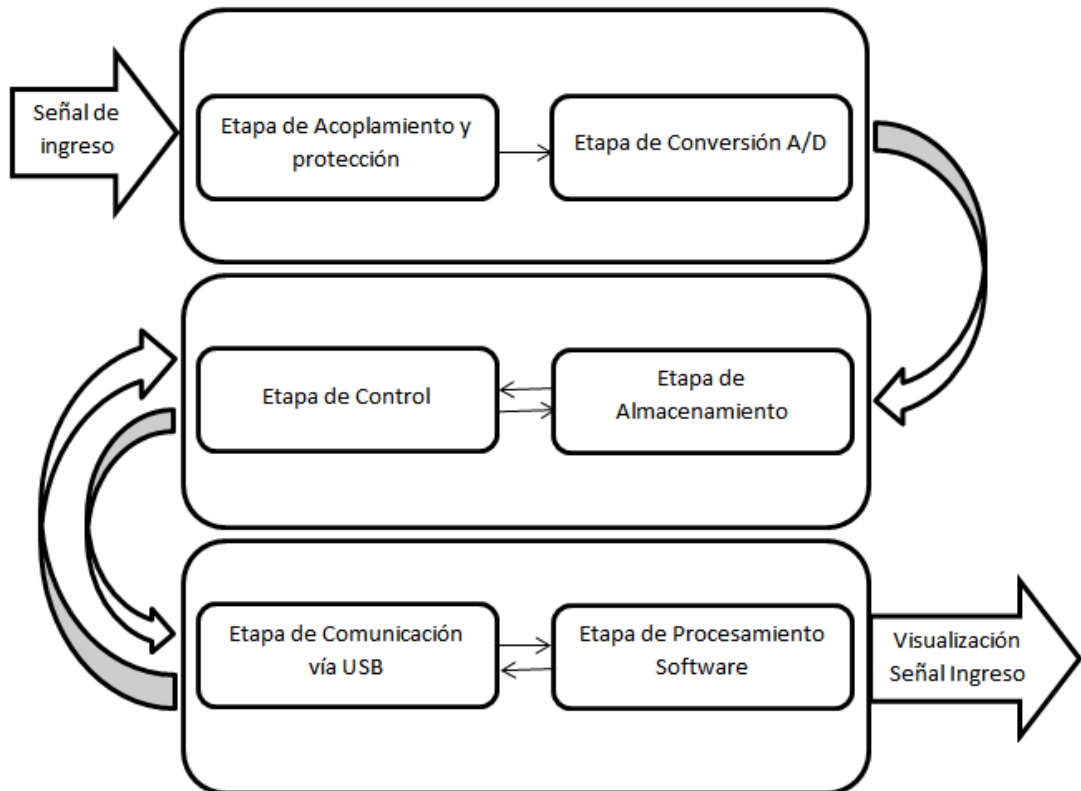 Señal de
ingreso
Etapa de Acoplamiento y
protección
Etapa de Conversión A/D
Etapa de Control
Etapa de
Almacenamiento
Etapa de Comunicación
vía USB
Etapa de Procesamiento
Software
Visualización
Señal Ingreso